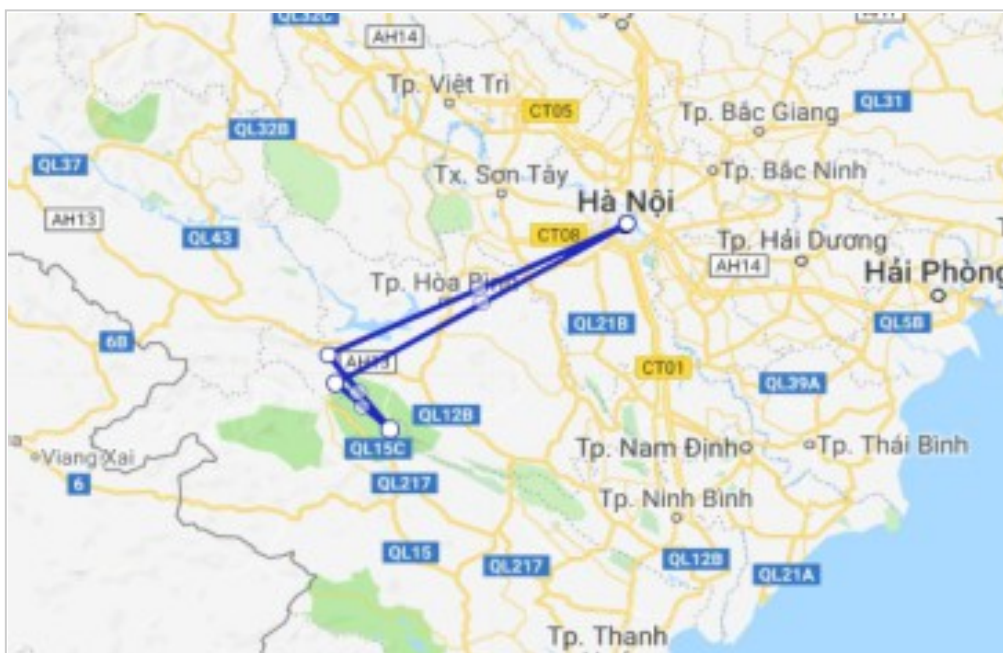 QL32C
AH14
Tp. Việt Trì
CT05
QL31
Tp. Bắc Giang
QL32B
QL37
Tp. Bắc Ninh
Tx. Sơn Tây
Hà Nội
AH13
QL43
CT08
Tp. Hải Dương
AH14
Hải Phòng
Tp. Hòa Bình
QL21B
QL5B
6B
AH13
CT01
QL39A
QL12B
QL15C
Tp. Nam Định
Tp. Thái Bình
Viang Xai
6
QL217
Tp. Ninh Bình
QL15
QL217
QL12B
QL21A
Tp. Thanh